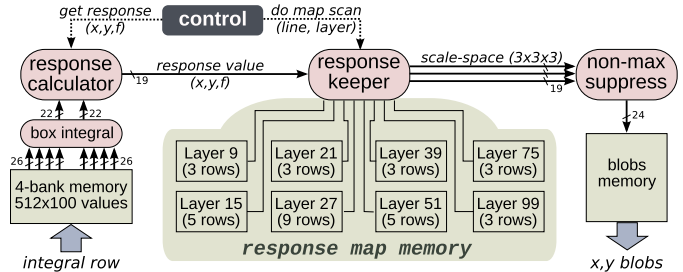 get response
(x,y,f)
control
do map scan
(line, layer)
response
calculator
19
response value
(x,y,f)
response
keeper
scale-space (3x3x3)
19
non-max
suppress
22
22
box integral
26
26
4-bank memory
512x100 values
integral row
Layer 9
(3 rows)
Layer 21
(3 rows)
Layer 39
(3 rows)
Layer 75
(3 rows)
Layer 15
(5 rows)
Layer 27
(9 rows)
Layer 51
(5 rows)
Layer 99
(3 rows)
response map memory
24
blobs
memory
x,y blobs